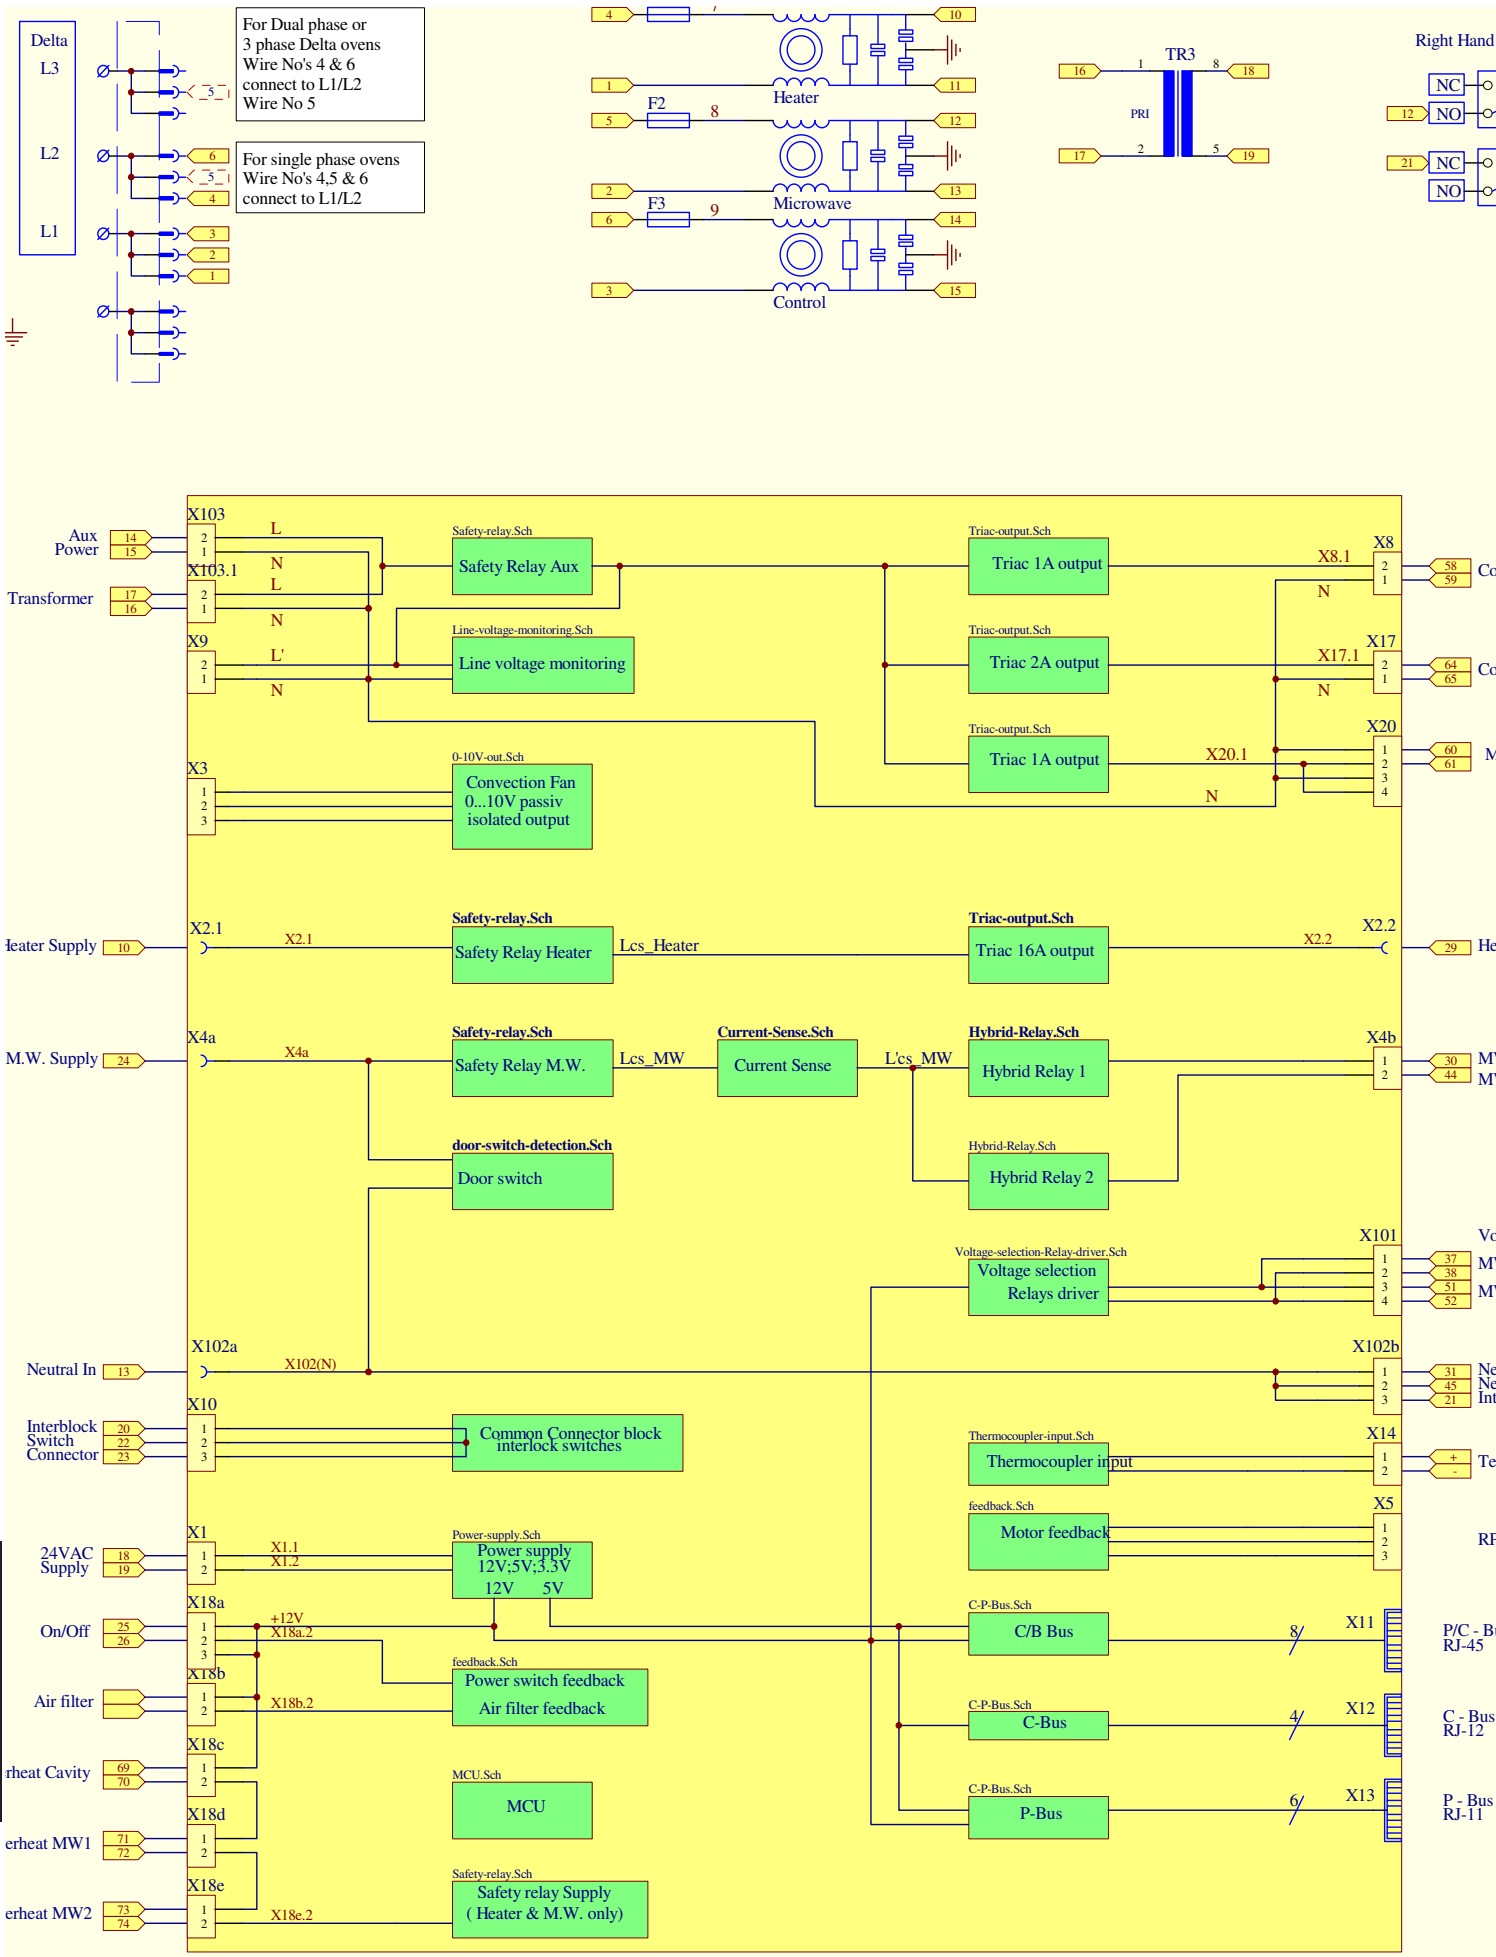 Delta
L3
5
L2
6
5
4
L1
3
2
1
For Dual phase or
3 phase Delta ovens
Wire No's 4 & 6
connect to L1/L2
Wire No 5
For single phase ovens
Wire No's 4,5 & 6
connect to L1/L2
4
10
1
11
Heater
F2
5
8
12
2
13
Microwave
F3
6
9
14
3
15
Control
TR3
16
1
8
18
PRI
17
2
5
19
Right Hand
NC
12
NO
21
NC
NO
X103
Aux
Power
14
15
2
1
L
N
X103.1
Transformer
17
16
2
1
L
N
X9
2
1
L'
N
Safety-relay.Sch
Safety Relay Aux
Line-voltage-monitoring.Sch
Line voltage monitoring
Triac-output.Sch
Triac 1A output
X8.1
N
X8
2
1
58
59
Co
Triac-output.Sch
Triac 2A output
X17.1
N
X17
2
1
64
65
Co
Triac-output.Sch
Triac 1A output
X20.1
N
X20
1
2
3
4
60
61
M
X3
1
2
3
0-10V-out.Sch
Convection Fan
0...10V passiv
isolated output
Heater Supply
10
X2.1
X2.1
Safety-relay.Sch
Safety Relay Heater
Lcs_Heater
Triac-output.Sch
Triac 16A output
X2.2
X2.2
29
He
M.W. Supply
24
X4a
X4a
Safety-relay.Sch
Safety Relay M.W.
Lcs_MW
Current-Sense.Sch
Current Sense
L'cs_MW
Hybrid-Relay.Sch
Hybrid Relay 1
X4b
1
2
30
44
MW
MW
door-switch-detection.Sch
Door switch
Hybrid-Relay.Sch
Hybrid Relay 2
Voltage-selection-Relay-driver.Sch
Voltage selection
Relays driver
X101
1
2
3
4
37
38
51
52
Vo
MW
MW
Neutral In
13
X102a
X102(N)
X102b
1
2
3
31
45
21
Ne
Ne
Int
Interblock
Switch
Connector
20
22
23
X10
1
2
3
Common Connector block
interlock switches
Thermocoupler-input.Sch
Thermocoupler input
X14
1
2
+
-
Te
feedback.Sch
Motor feedback
X5
1
2
3
RP
24VAC
Supply
18
19
X1
1
2
X1.1
X1.2
Power-supply.Sch
Power supply
12V;5V;3.3V
12V 5V
On/Off
25
26
X18a
1
2
3
+12V
X18a.2
C-P-Bus.Sch
C/B Bus
8
X11
P/C - Bu
RJ-45
Air filter
X18b
1
2
X18b.2
feedback.Sch
Power switch feedback
Air filter feedback
C-P-Bus.Sch
C-Bus
4
X12
C - Bus
RJ-12
erheat Cavity
69
70
X18c
1
2
MCU.Sch
MCU
C-P-Bus.Sch
P-Bus
6
X13
P - Bus
RJ-11
erheat MW1
71
72
X18d
1
2
erheat MW2
73
74
X18e
1
2
X18e.2
Safety-relay.Sch
Safety relay Supply
( Heater & M.W. only)